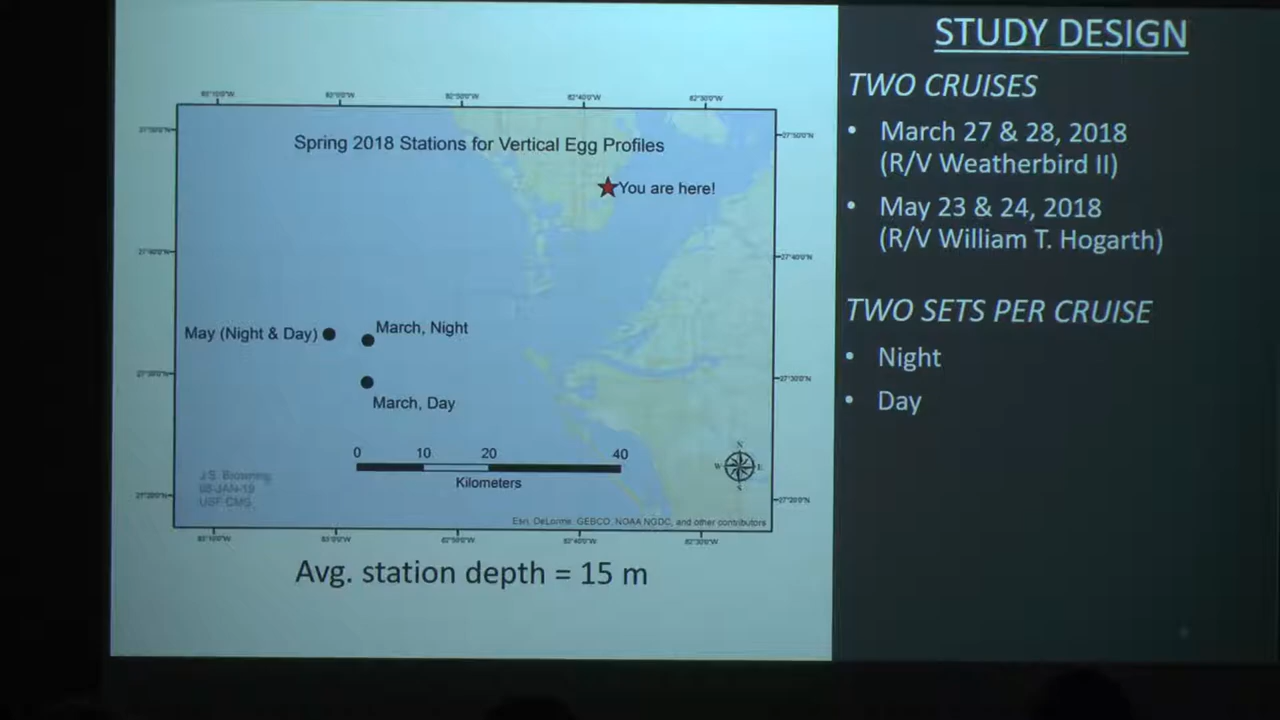 STUDY DESIGN
TWO CRUISES
• March 27 & 28, 2018
(R/V Weatherbird II)
• May 23 & 24, 2018
(R/V William T. Hogarth)
TWO SETS PER CRUISE
• Night
• Day
Spring 2018 Stations for Vertical Egg Profiles
You are here!
May (Night & Day)
March, Night
March, Day
0 10 20 40
Kilometers
N
W E
S
J.S. Browning
USF CMS
Esri, DeLorme, GEBCO, NOAA NGDC, and other contributors
Avg. station depth = 15 m